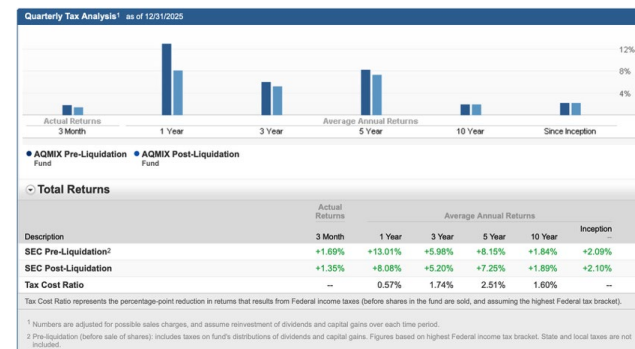 Quarterly Tax Analysis1 as of 12/31/2025
12%
8%
4%
Actual Returns Average Annual Returns
3 Month 1 Year 3 Year 5 Year 10 Year Since Inception
AQMIX Pre-Liquidation AQMIX Post-Liquidation
Fund Fund
Total Returns
Actual
Returns Average Annual Returns
Description 3 Month 1 Year 3 Year 5 Year 10 Year Inception
--
SEC Pre-Liquidation2 +1.69% +13.01% +5.98% +8.15% +1.84% +2.09%
SEC Post-Liquidation +1.35% +8.08% +5.20% +7.25% +1.89% +2.10%
Tax Cost Ratio -- 0.57% 1.74% 2.51% 1.60% --
Tax Cost Ratio represents the percentage-point reduction in returns that results from Federal income taxes (before shares in the fund are sold, and assuming the highest Federal tax bracket).
1 Numbers are adjusted for possible sales charges, and assume reinvestment of dividends and capital gains over each time period.
2 Pre-liquidation (before sale of shares): includes taxes on fund's distributions of dividends and capital gains. Figures based on highest Federal income tax bracket. State and local taxes are not
included.